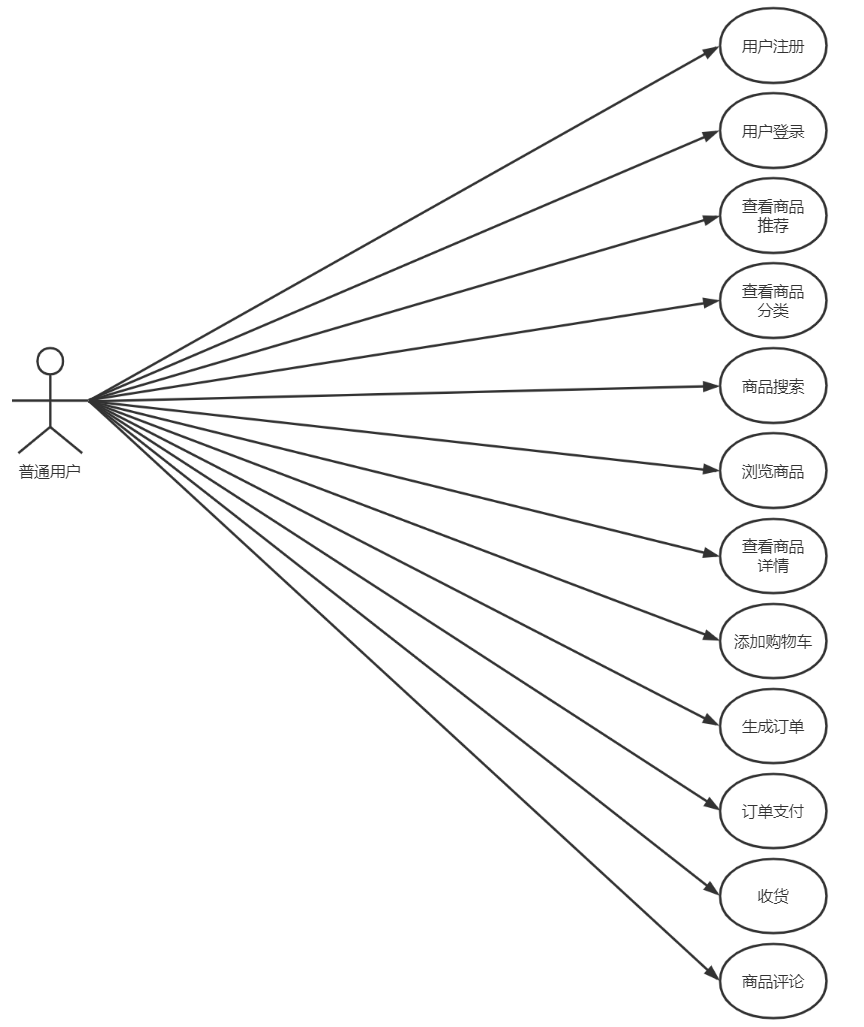 用户注册
用户登录
查看商品
推荐
查看商品
分类
商品搜索
普通用户
浏览商品
查看商品
详情
添加购物车
生成订单
订单支付
收货
商品评论